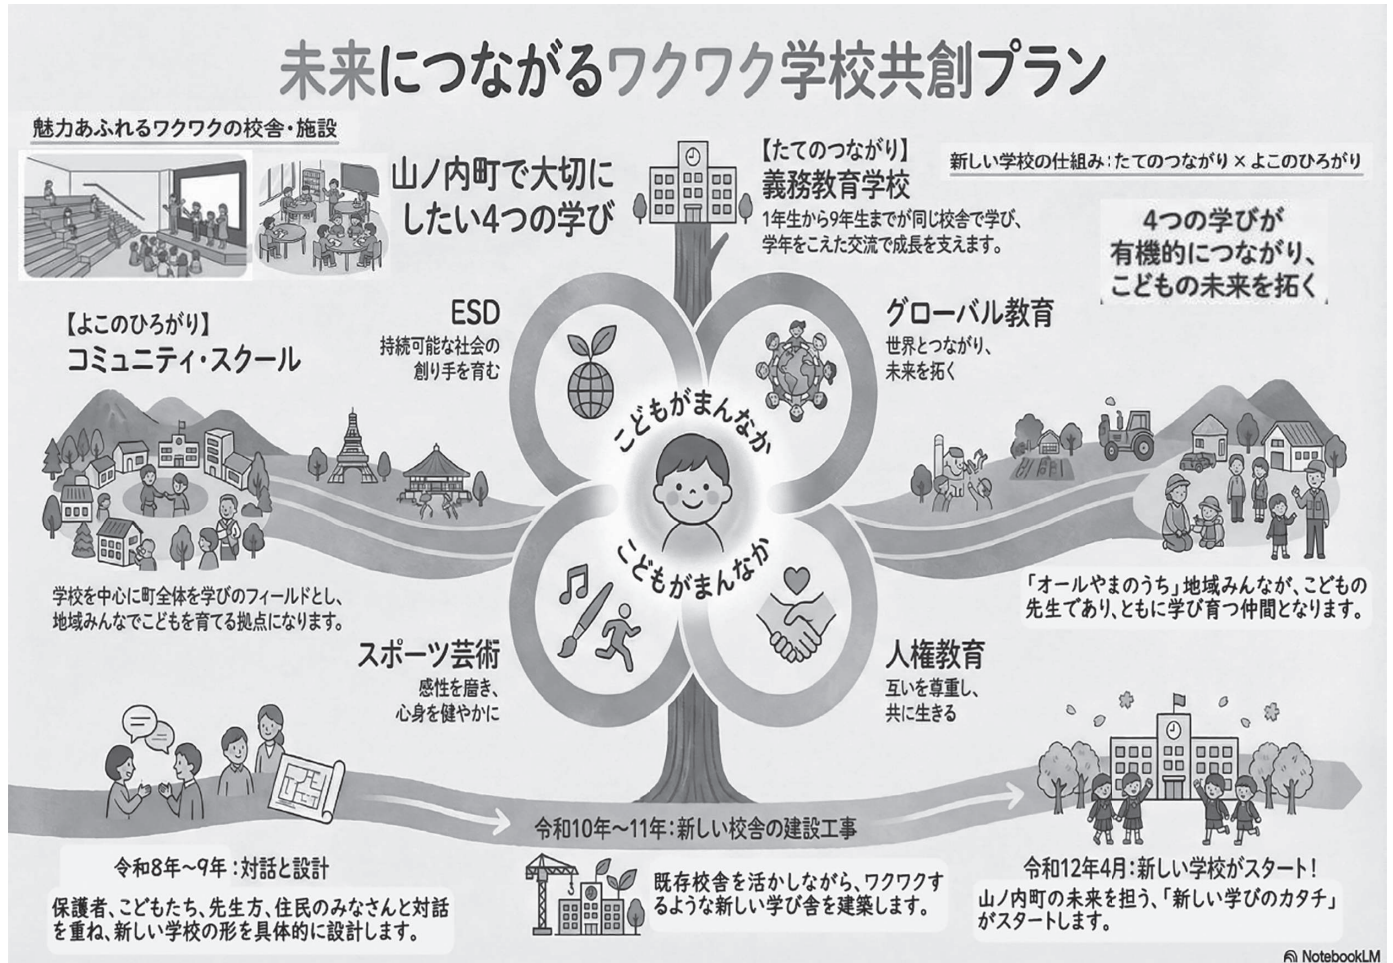 未来につながるワクワク学校共創プラン
魅力あふれるワクワクの校舎・施設
山ノ内町で大切に
したい4つの学び
【たてのつながり】
義務教育学校
1年生から9年生までが同じ校舎で学び、
学年をこえた交流で成長を支えます。
新しい学校の仕組み：たてのつながり×よこのひろがり
4つの学びが
有機的につながり、
こどもの未来を拓く
【よこのひろがり】
コミュニティ・スクール
ESD
持続可能な社会の
創り手を育む
グローバル教育
世界とつながり、
未来を拓く
こどもがまんなか
こどもがまんなか
学校を中心に町全体を学びのフィールドとし、
地域みんなでこどもを育てる拠点になります。
「オールやまのうち」地域みんなが、こどもの
先生であり、ともに学び育つ仲間となります。
スポーツ芸術
感性を磨き、
心身を健やかに
人権教育
互いを尊重し、
共に生きる
令和10年〜11年：新しい校舎の建設工事
令和8年〜9年：対話と設計
保護者、こどもたち、先生方、住民のみなさんと対話
を重ね、新しい学校の形を具体的に設計します。
既存校舎を活かしながら、ワクワクす
るような新しい学び舎を建築します。
令和12年4月：新しい学校がスタート！
山ノ内町の未来を担う、「新しい学びのカタチ」
がスタートします。
NotebookLM